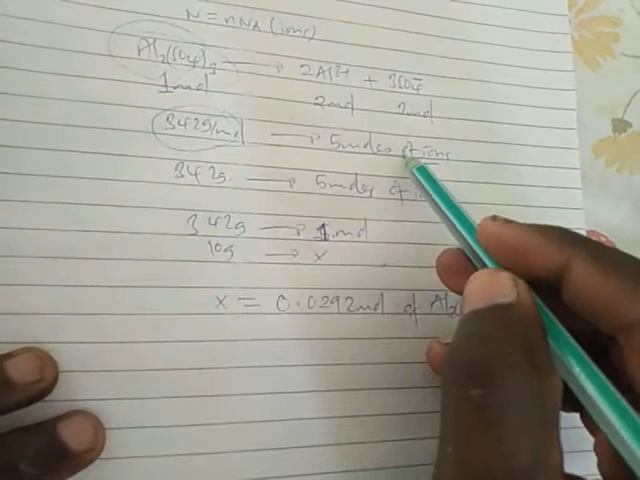 N = nNA (ions)
Al2(SO4)3 → 2Al3+ + 3SO4
1mol 2mol 3mol
342g/mol → 5moles of ions
342g → 5moles of
342g → 1mol
10g → x
x = 0.0292mol of Al2